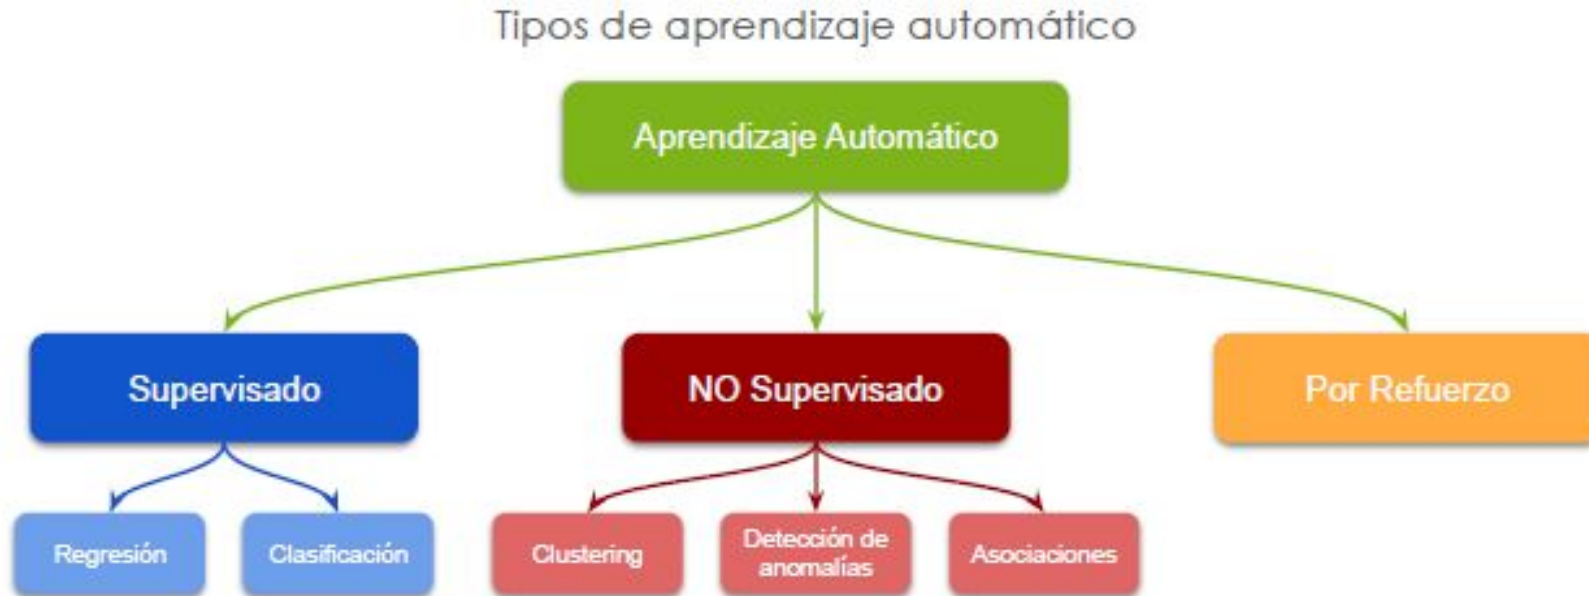 Tipos de aprendizaje automático
Aprendizaje Automático
Supervisado
NO Supervisado
Por Refuerzo
Regresión
Clasificación
Clustering
Detección de
anomalías
Asociaciones